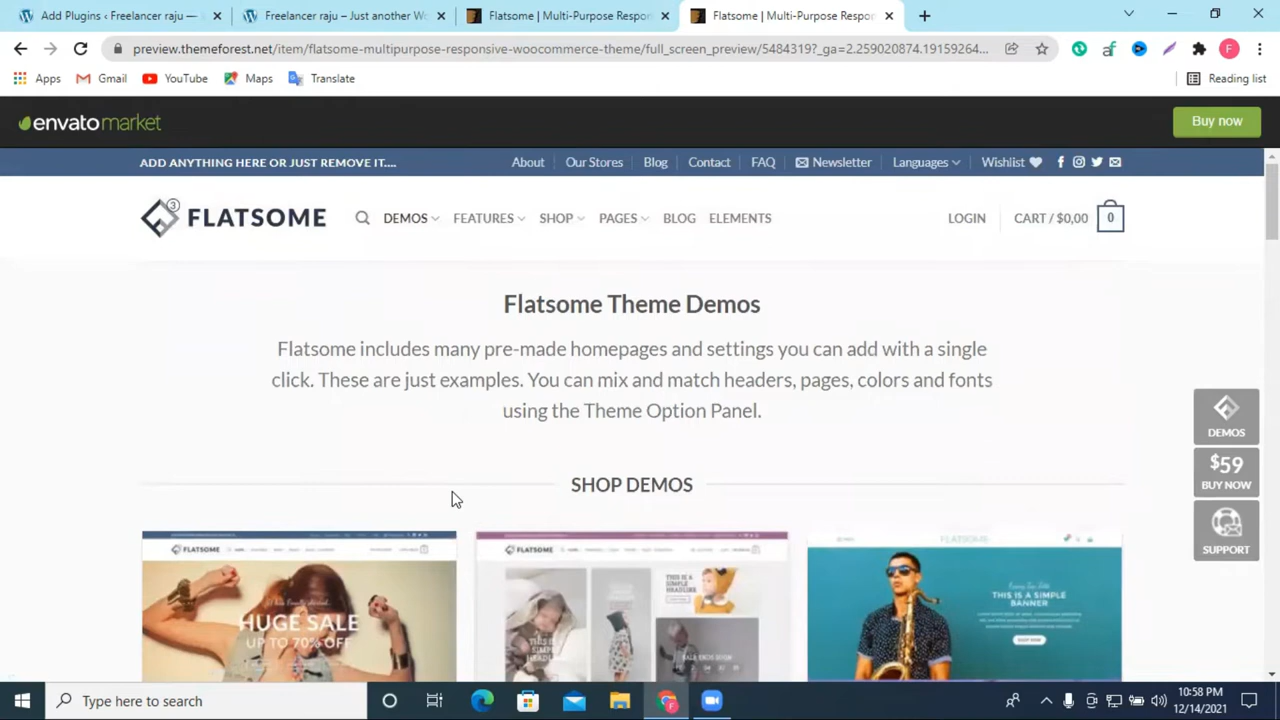 Add Plugins ‹ Freelancer raju —
Freelancer raju – Just another Wo
Flatsome | Multi-Purpose Respon
Flatsome | Multi-Purpose Respon
preview.themeforest.net/item/flatsome-multipurpose-responsive-woocommerce-theme/full_screen_preview/5484319?_ga=2.259020874.19159264...
F
Apps
Gmail
YouTube
Maps
Translate
Reading list
envatomarket
Buy now
ADD ANYTHING HERE OR JUST REMOVE IT....
About
Our Stores
Blog
Contact
FAQ
Newsletter
Languages
Wishlist
3
FLATSOME
DEMOS
FEATURES
SHOP
PAGES
BLOG
ELEMENTS
LOGIN
CART / $0,00
0
Flatsome Theme Demos
Flatsome includes many pre-made homepages and settings you can add with a single
click. These are just examples. You can mix and match headers, pages, colors and fonts
using the Theme Option Panel.
DEMOS
$59
BUY NOW
SUPPORT
SHOP DEMOS
FLATSOME
HUGE SALE
UP TO 70% OFF
FLATSOME
THIS IS A
SIMPLE
HEADLINE
FLATSOME
THIS IS A SIMPLE
BANNER
Type here to search
10:58 PM
12/14/2021